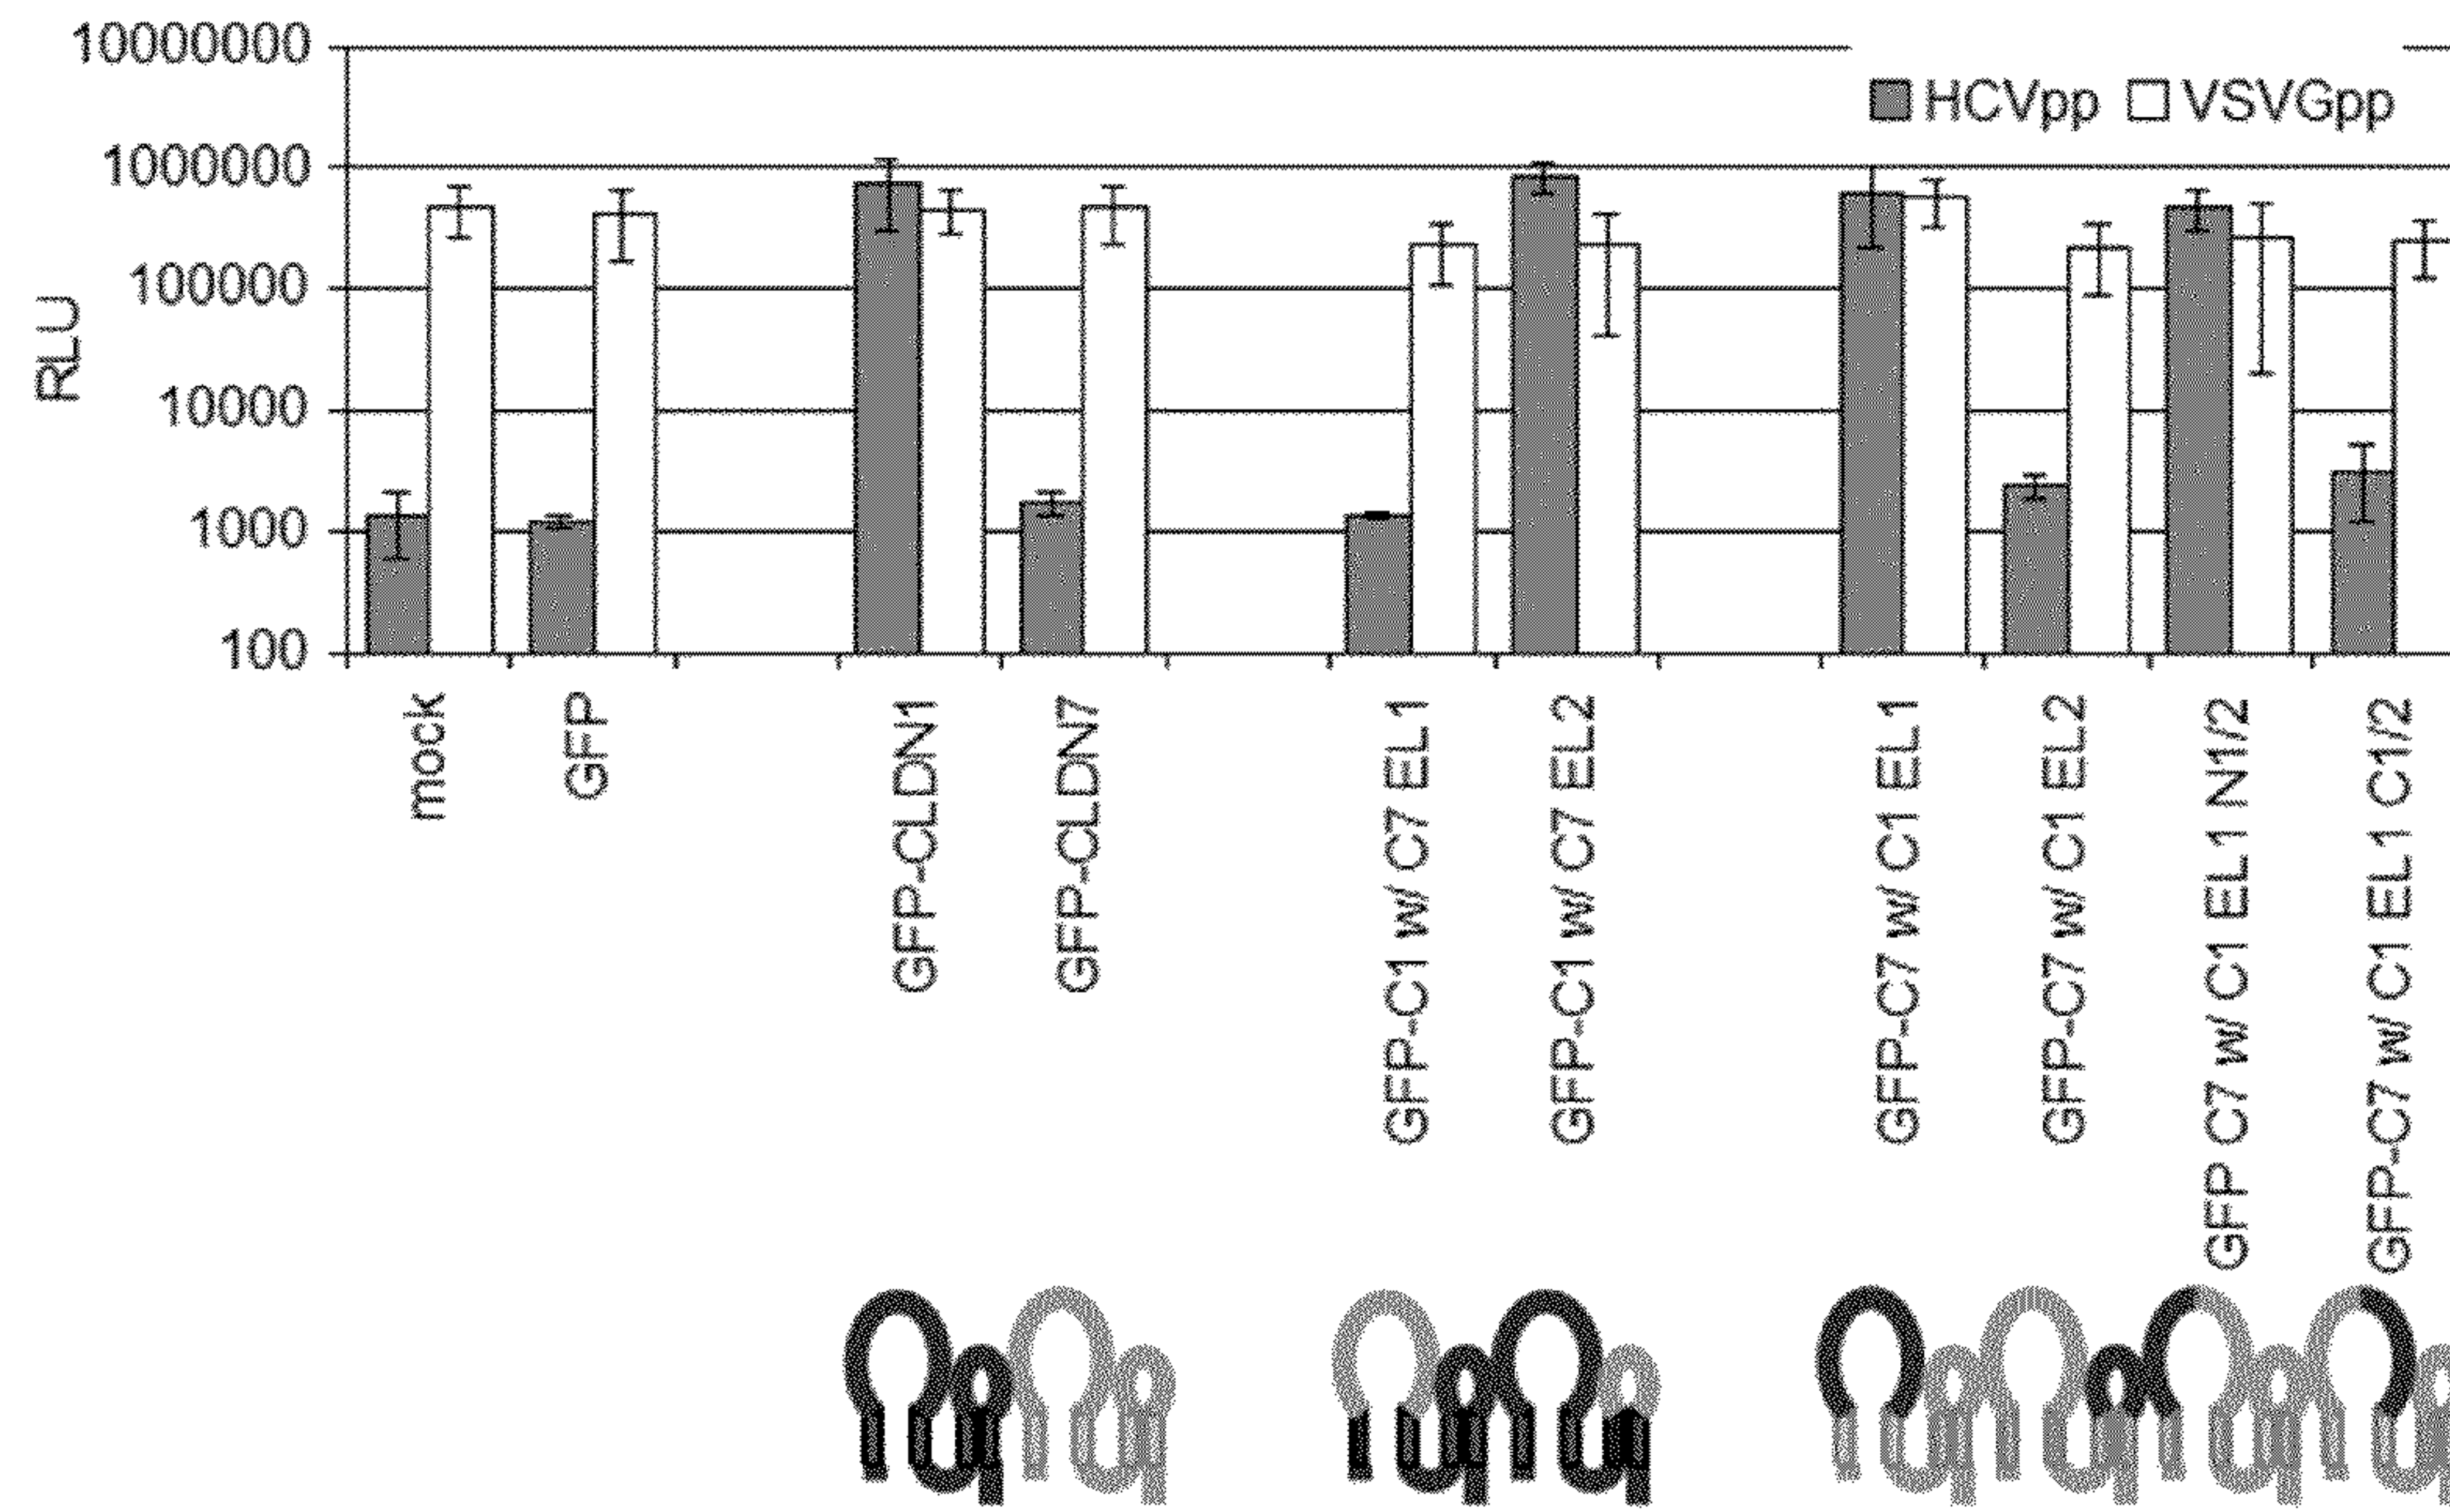 10000000
1000000
100000
10000
1000
100
RLU
HCVpp VSVGpp
mock
GFP
GFP-CLDN1
GFP-CLDN7
GFP-C1 w/ C7 EL1
GFP-C1 w/ C7 EL2
GFP-C7 w/ C1 EL1
GFP-C7 w/ C1 EL2
GFP C7 w/ C1 EL1 N1/2
GFP-C7 w/ C1 EL1 C1/2